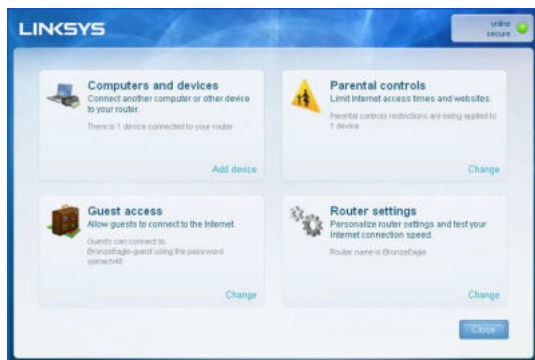 LINKSYS
online
secure
Computers and devices
Connect another computer or other device
to your router.
There is 1 device connected to your router
Add device
Parental controls
Limit Internet access times and websites.
Parental controls restrictions are being applied to
1 device
Change
Guest access
Allow guests to connect to the Internet.
Guests can connect to
BronzeEagle-guest using the password
spinach48
Change
Router settings
Personalize router settings and test your
Internet connection speed.
Router name is BronzeEagle
Change
Close